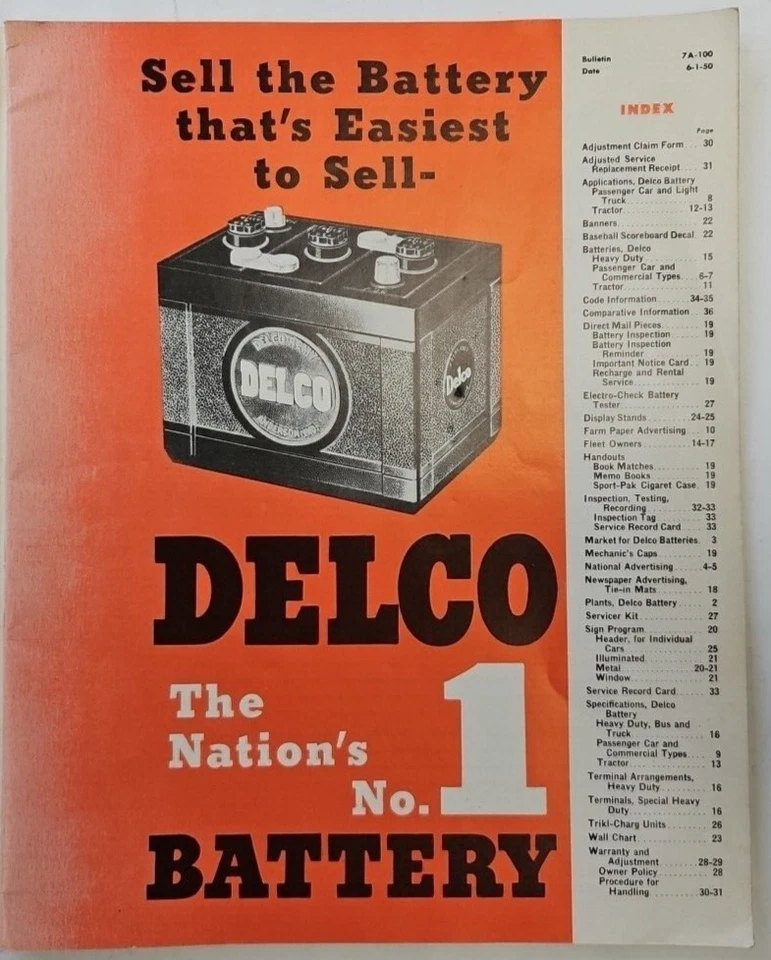 Sell the Battery
that's Easiest
to Sell-
DELCO
Delco
DELCO
The
Nation's
No. 1
BATTERY
Bulletin 7A-100
Date 6-1-50
INDEX
Page
Adjustment Claim Form . . . 30
Adjusted Service
Replacement Receipt . . . 31
Applications, Delco Battery
Passenger Car and Light
Truck . . . 8
Tractor . . . 12-13
Banners . . . 22
Baseball Scoreboard Decal . 22
Batteries, Delco
Heavy Duty . . . 15
Passenger Car and
Commercial Types . . . 6-7
Tractor . . . 11
Code Information . . . 34-35
Comparative Information . . . 36
Direct Mail Pieces . . . 19
Battery Inspection . . . 19
Battery Inspection
Reminder . . . 19
Important Notice Card . . 19
Recharge and Rental
Service . . . 19
Electro-Check Battery
Tester . . . 27
Display Stands . . . 24-25
Farm Paper Advertising . . . 10
Fleet Owners . . . 14-17
Handouts
Book Matches . . . 19
Memo Books . . . 19
Sport-Pak Cigaret Case . 19
Inspection, Testing,
Recording . . . 32-33
Inspection Tag . . . 33
Service Record Card . . . 33
Market for Delco Batteries . 3
Mechanic's Caps . . . 19
National Advertising . . . 4-5
Newspaper Advertising,
Tie-in Mats . . . 18
Plants, Delco Battery . . . 2
Servicer Kit . . . 27
Sign Program . . . 20
Header, for Individual
Cars . . . 25
Illuminated . . . 21
Metal . . . 20-21
Window . . . 21
Service Record Card . . . 33
Specifications, Delco
Battery
Heavy Duty, Bus and
Truck . . . 16
Passenger Car and
Commercial Types . . . 9
Tractor . . . 13
Terminal Arrangements,
Heavy Duty . . . 16
Terminals, Special Heavy
Duty . . . 16
Trikl-Charg Units . . . 26
Wall Chart . . . 23
Warranty and
Adjustment . . . 28-29
Owner Policy . . . 28
Procedure for
Handling . . . 30-31